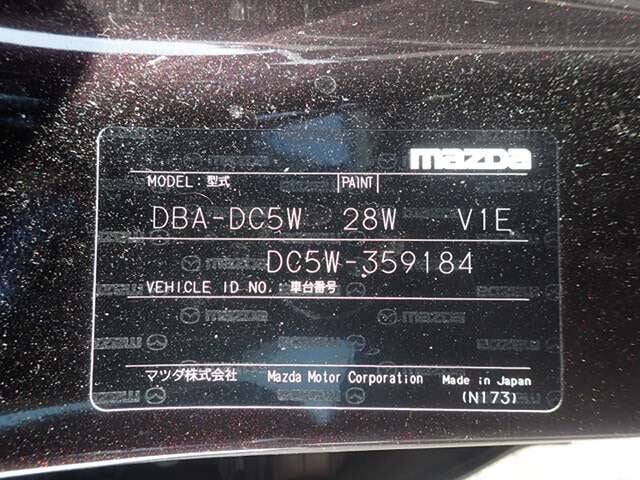 mazda
MODEL: 型式 PAINT
DBA-DC5W 28W V1E
DC5W-359184
VEHICLE ID NO.: 車台番号
マツダ株式会社 Mazda Motor Corporation Made in Japan
(N173)